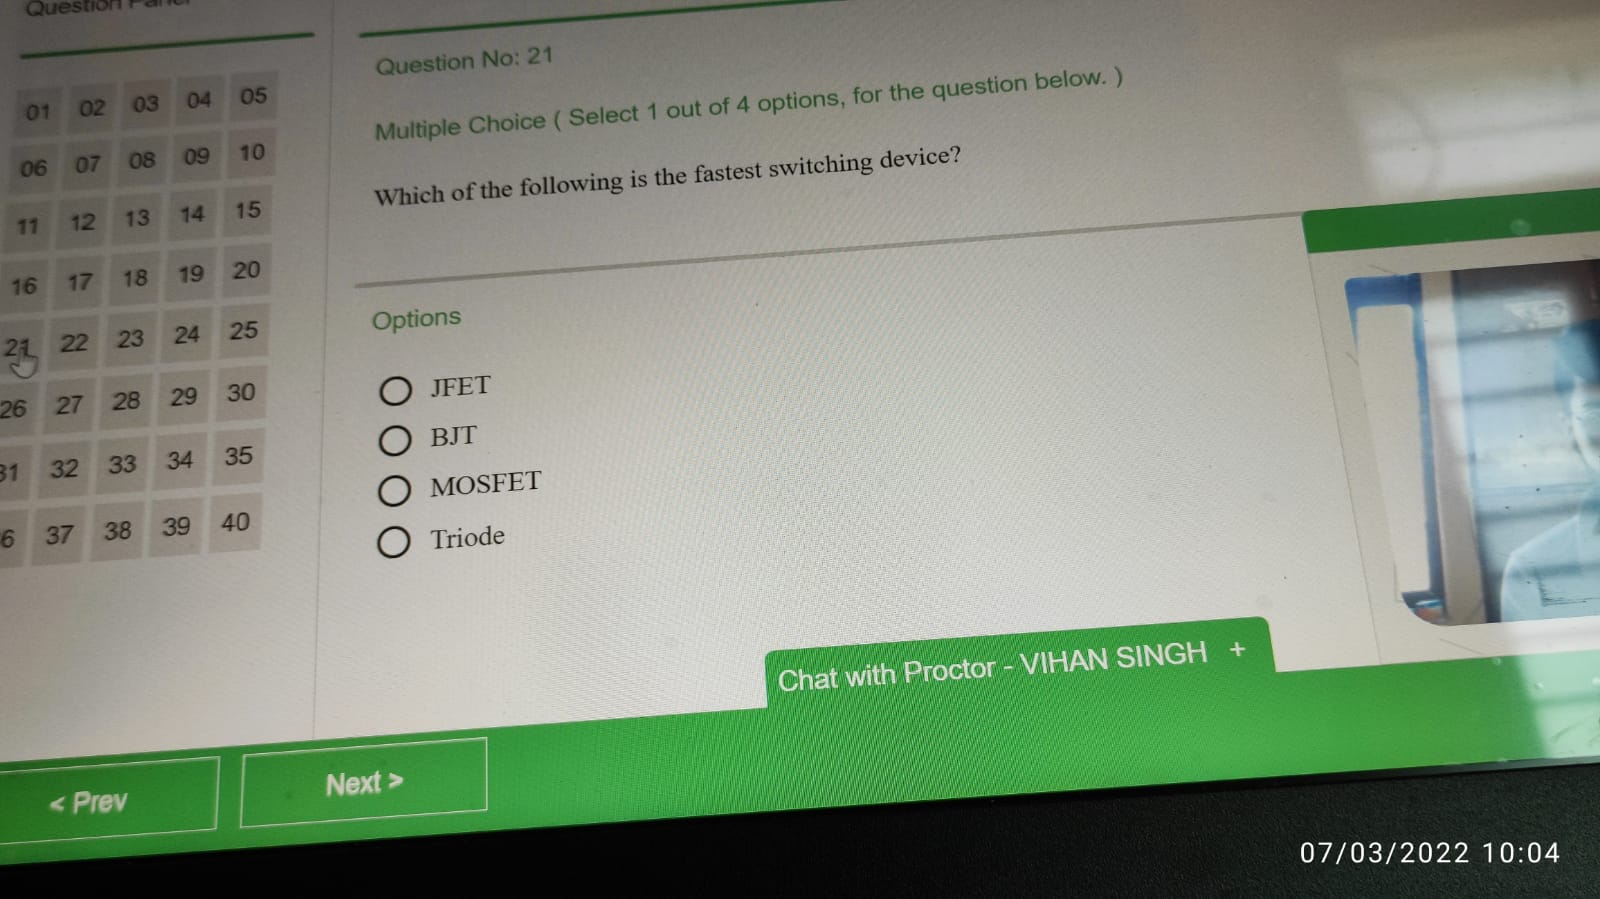 Question Panel
01 02 03 04 05
06 07 08 09 10
11 12 13 14 15
16 17 18 19 20
21 22 23 24 25
26 27 28 29 30
31 32 33 34 35
6 37 38 39 40
Question No: 21
Multiple Choice ( Select 1 out of 4 options, for the question below. )
Which of the following is the fastest switching device?
Options
JFET
BJT
MOSFET
Triode
Chat with Proctor - VIHAN SINGH +
< Prev
Next >
07/03/2022 10:04